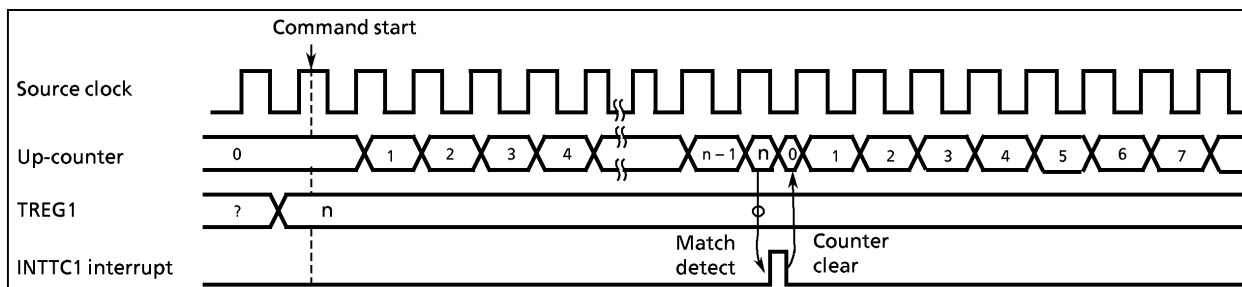 Command start
Source clock
Up-counter 0 1 2 3 4 n – 1 n 0 1 2 3 4 5 6 7
TREG1 ? n
Match detect
Counter clear
INTTC1 interrupt